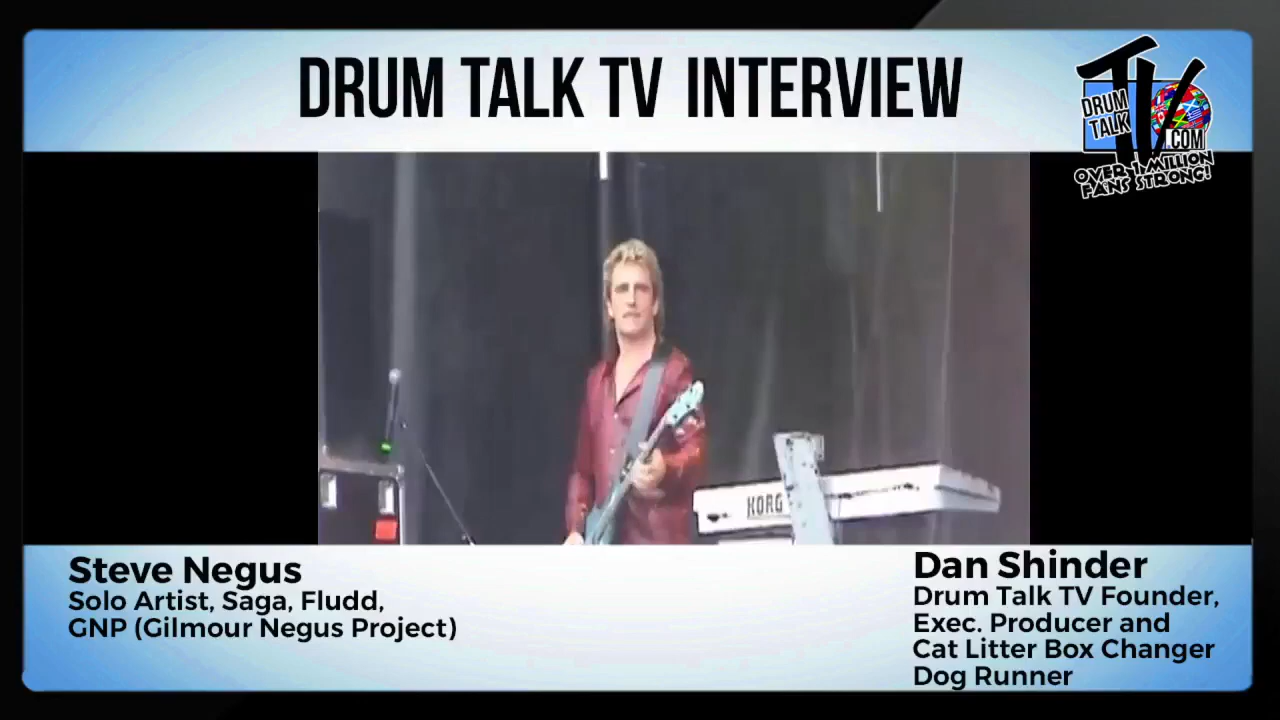 DRUM TALK TV INTERVIEW
DRUM
TALK
TV
.COM
OVER 1 MILLION
FANS STRONG!
KORG
Steve Negus
Solo Artist, Saga, Fludd,
GNP (Gilmour Negus Project)
Dan Shinder
Drum Talk TV Founder,
Exec. Producer and
Cat Litter Box Changer
Dog Runner